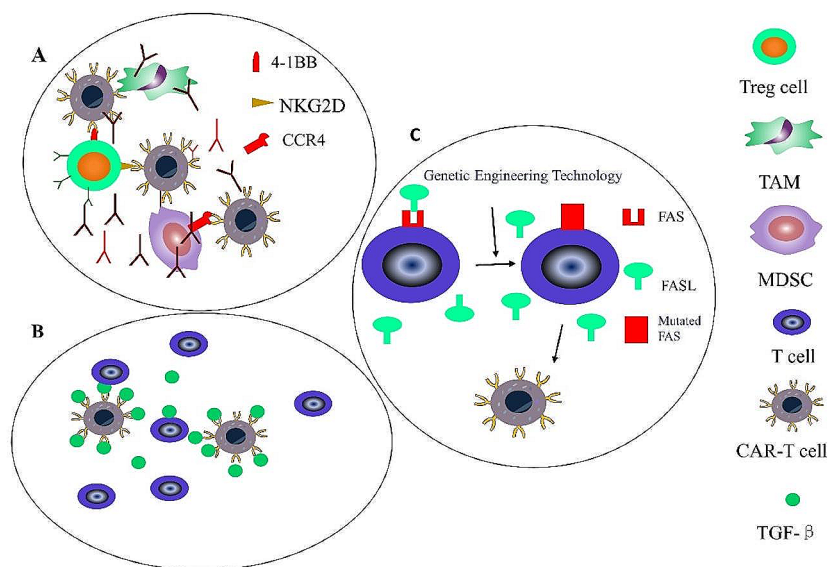 A
4-1BB
NKG2D
CCR4
B
C
Genetic Engineering Technology
FAS
FASL
Mutated
FAS
Treg cell
TAM
MDSC
T cell
CAR-T cell
TGF-β